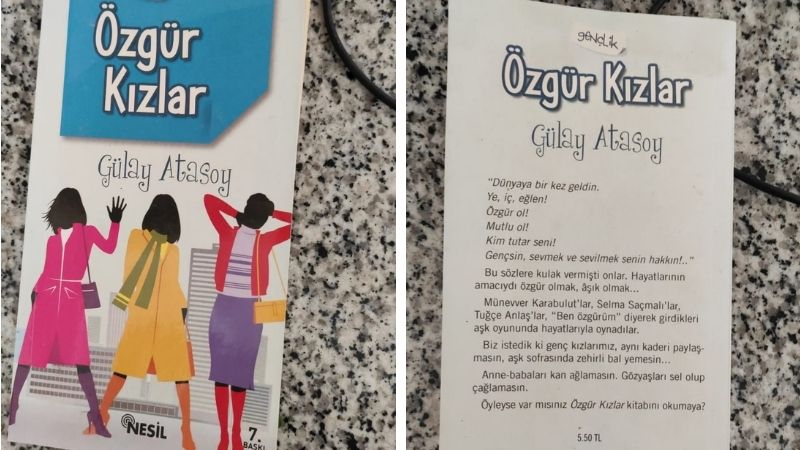 Özgür
Kızlar
Gülay Atasoy
NESİL
7.
BASKI
gençlik
Özgür Kızlar
Gülay Atasoy
"Dünyaya bir kez geldin.
Ye, iç, eğlen!
Özgür ol!
Mutlu ol!
Kim tutar seni!
Gençsin, sevmek ve sevilmek senin hakkın!.."
Bu sözlere kulak vermişti onlar. Hayatlarının
amacıydı özgür olmak, âşık olmak...
Münevver Karabulut'lar, Selma Saçmalı'lar,
Tuğçe Anlaş'lar, "Ben özgürüm" diyerek girdikleri
aşk oyununda hayatlarıyla oynadılar.
Biz istedik ki genç kızlarımız, aynı kaderi paylaş-
masın, aşk sofrasında zehirli bal yemesin...
Anne-babaları kan ağlamasın. Gözyaşları sel olup
çağlamasın.
Öyleyse var mısınız Özgür Kızlar kitabını okumaya?
5.50 TL